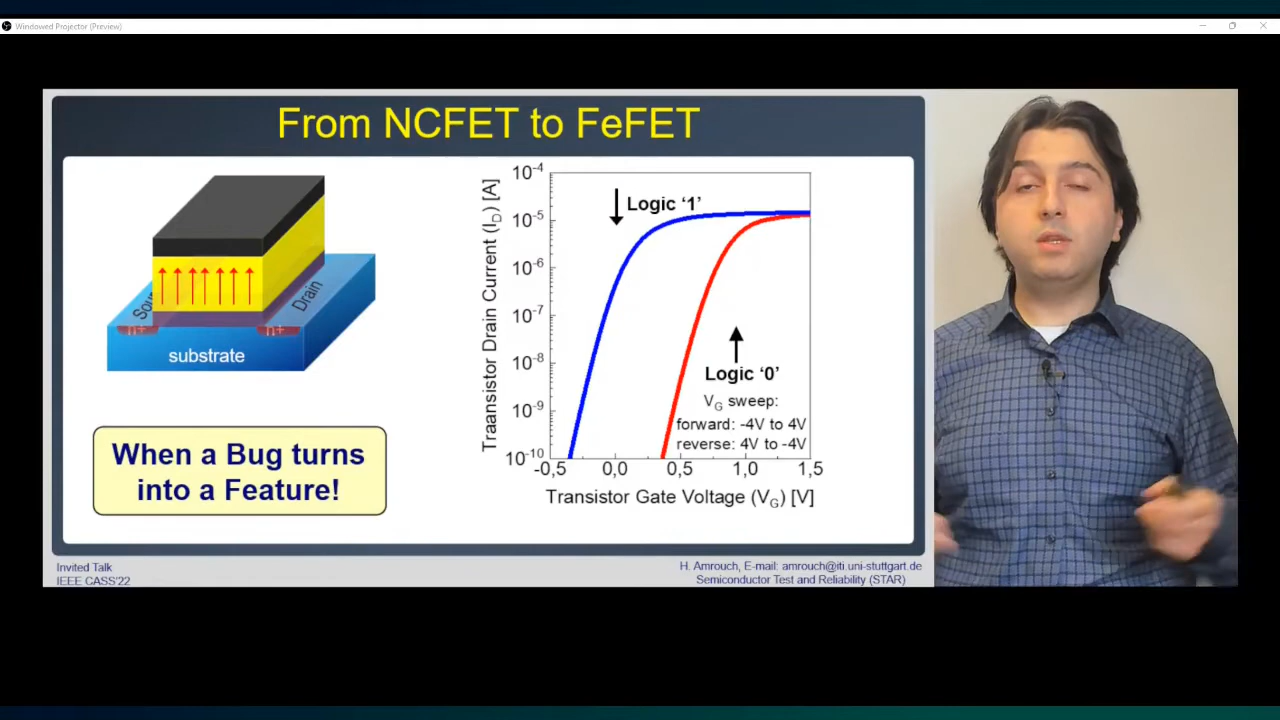 Windowed Projector (Preview)
From NCFET to FeFET
Sou
Drain
n+
n+
substrate
When a Bug turns
into a Feature!
Traansistor Drain Current (I_D) [A]
10^-4
10^-5
10^-6
10^-7
10^-8
10^-9
10^-10
Logic ‘1’
Logic ‘0’
V_G sweep:
forward: -4V to 4V
reverse: 4V to -4V
-0,5 0,0 0,5 1,0 1,5
Transistor Gate Voltage (V_G) [V]
Invited Talk
IEEE CASS'22
H. Amrouch, E-mail: amrouch@iti.uni-stuttgart.de
Semiconductor Test and Reliability (STAR)